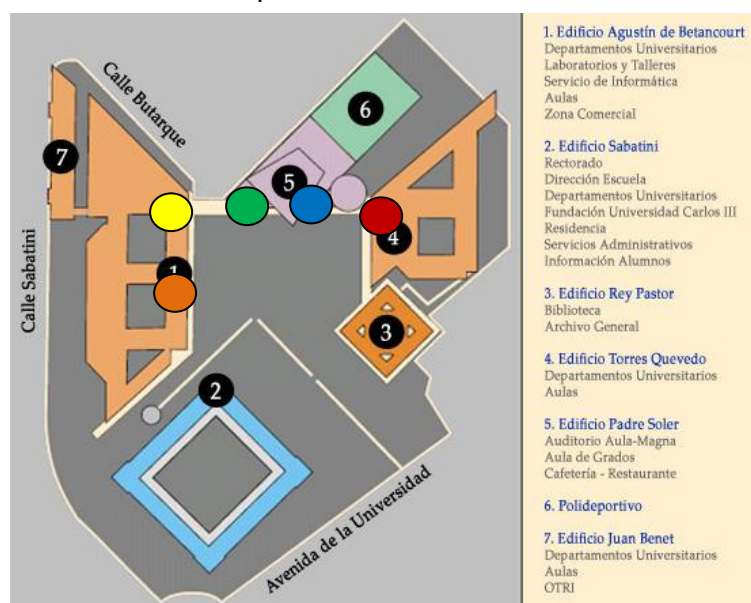 Calle Butarque
6
7
5
4
1
Calle Sabatini
3
2
Avenida de la Universidad
1. Edificio Agustín de Betancourt
Departamentos Universitarios
Laboratorios y Talleres
Servicio de Informática
Aulas
Zona Comercial
2. Edificio Sabatini
Rectorado
Dirección Escuela
Departamentos Universitarios
Fundación Universidad Carlos III
Residencia
Servicios Administrativos
Información Alumnos
3. Edificio Rey Pastor
Biblioteca
Archivo General
4. Edificio Torres Quevedo
Departamentos Universitarios
Aulas
5. Edificio Padre Soler
Auditorio Aula-Magna
Aula de Grados
Cafetería - Restaurante
6. Polideportivo
7. Edificio Juan Benet
Departamentos Universitarios
Aulas
OTRI